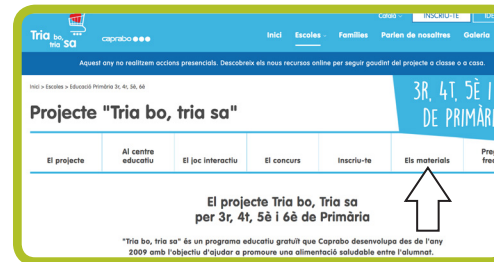 Català
INSCRIU-TE
Tria bo,
tria sa
caprabo
Inici Escoles Famílies Parlen de nosaltres Galeria
Aquest any no realitzem accions presencials. Descobreix els nous recursos online per seguir gaudint del projecte a classe o a casa.
Inici > Escoles > Educació Primària 3r, 4t, 5è, 6è
3R, 4T, 5È I
DE PRIMÀRI
Projecte "Tria bo, tria sa"
El projecte
Al centre
educatiu
El joc interactiu
El concurs
Inscriu-te
Els materials
El projecte Tria bo, Tria sa
per 3r, 4t, 5è i 6è de Primària
"Tria bo, tria sa" és un programa educatiu gratuït que Caprabo desenvolupa des de l'any
2009 amb l'objectiu d'ajudar a promoure una alimentació saludable entre l'alumnat.